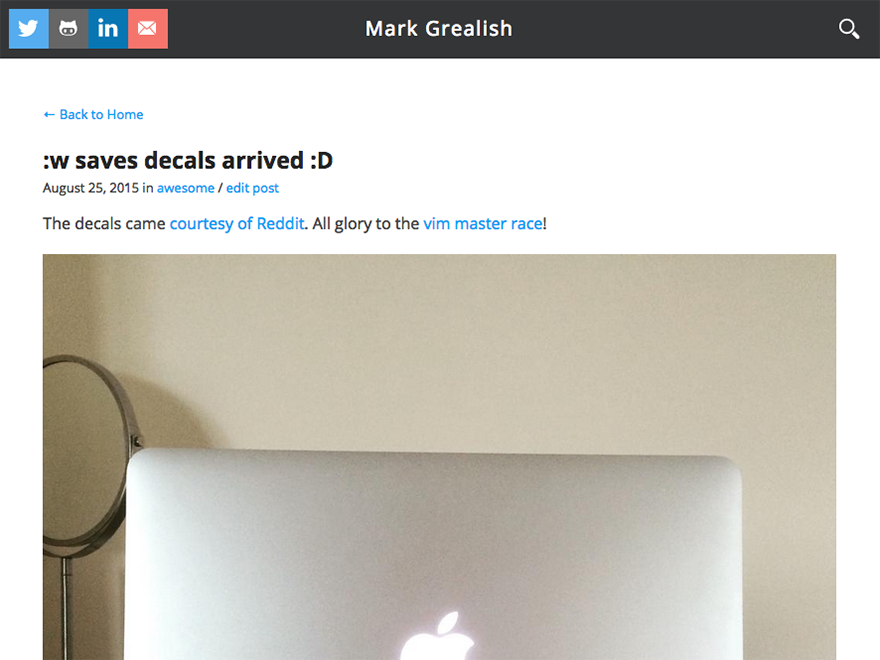 in
Mark Grealish
← Back to Home
:w saves decals arrived :D
August 25, 2015 in awesome / edit post
The decals came courtesy of Reddit. All glory to the vim master race!